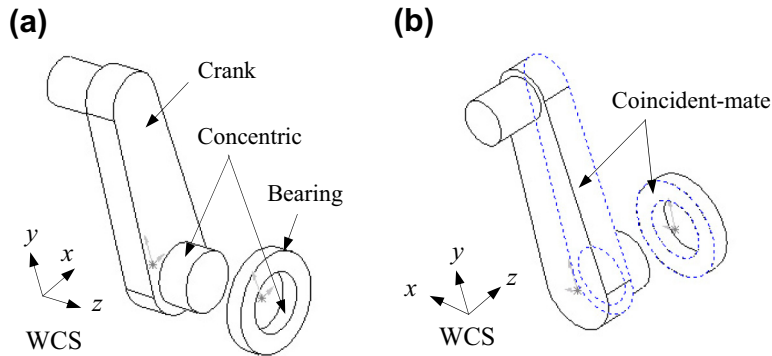 (a)
Crank
Concentric
Bearing
y
x
z
WCS
(b)
Coincident-mate
y
x
z
WCS